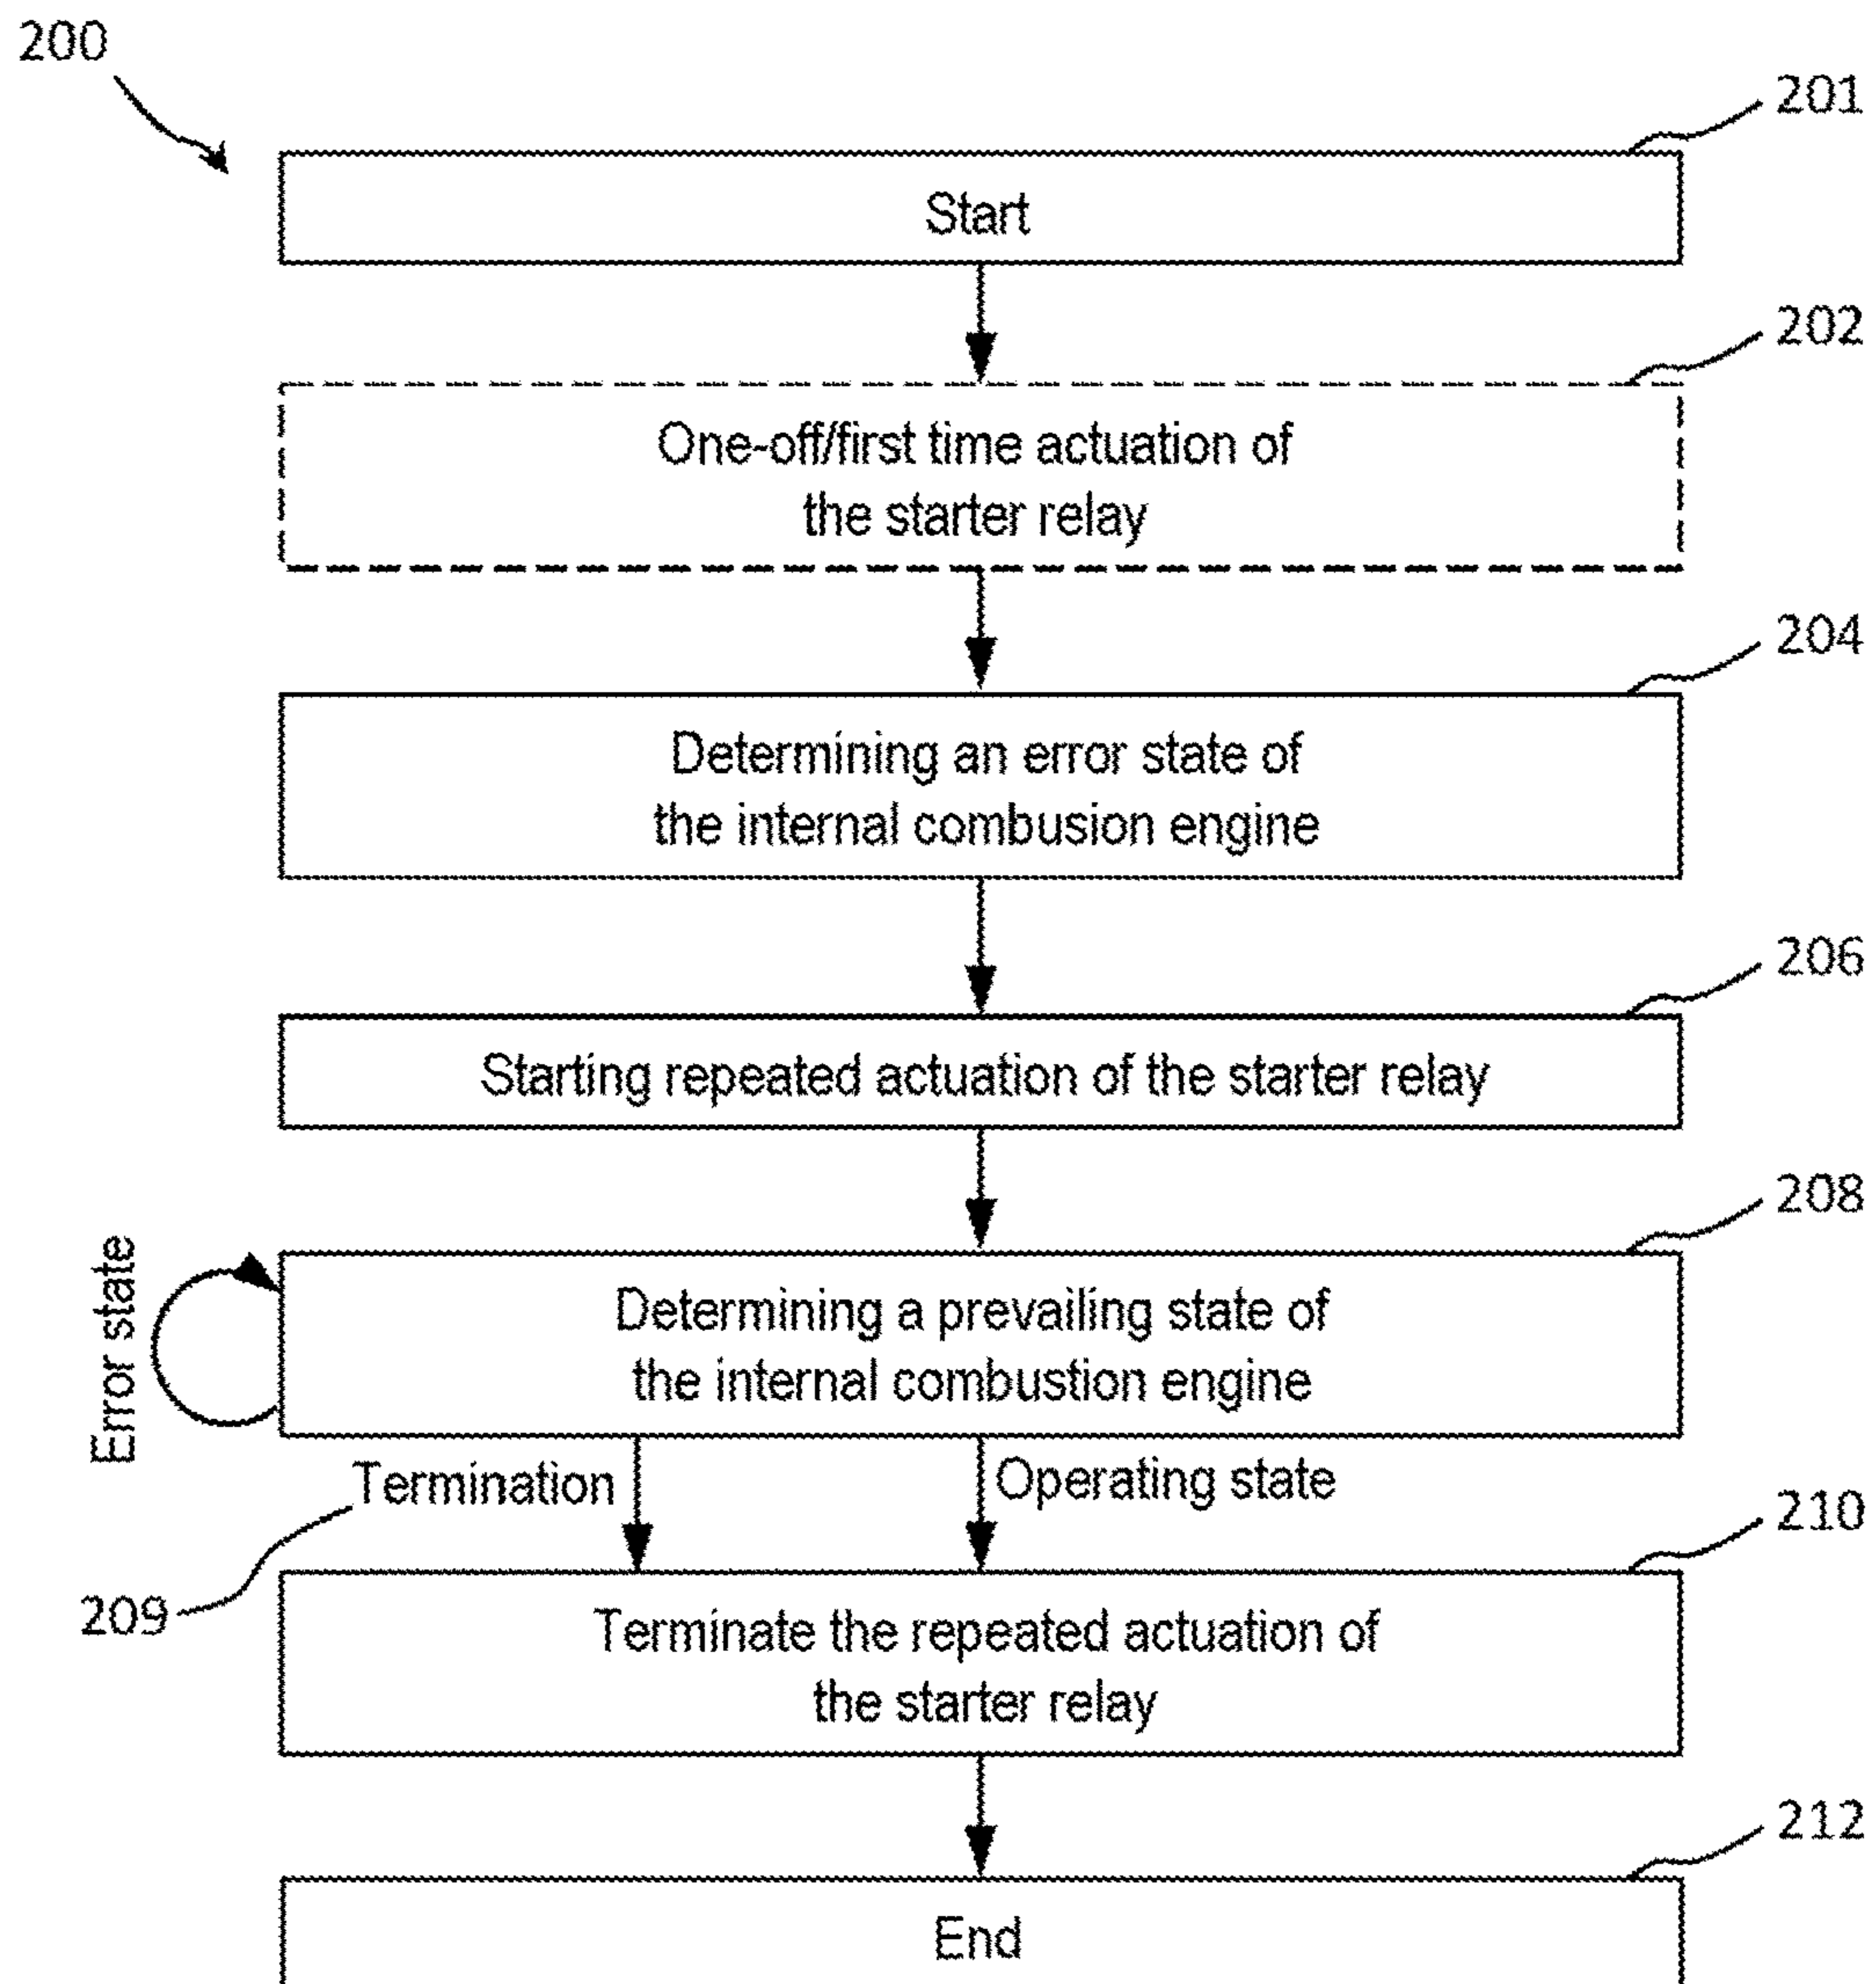 200
201
Start
202
One-off/first time actuation of
the starter relay
204
Determining an error state of
the internal combusion engine
206
Starting repeated actuation of the starter relay
208
Error state
Determining a prevailing state of
the internal combustion engine
Termination
Operating state
209
210
Terminate the repeated actuation of
the starter relay
212
End